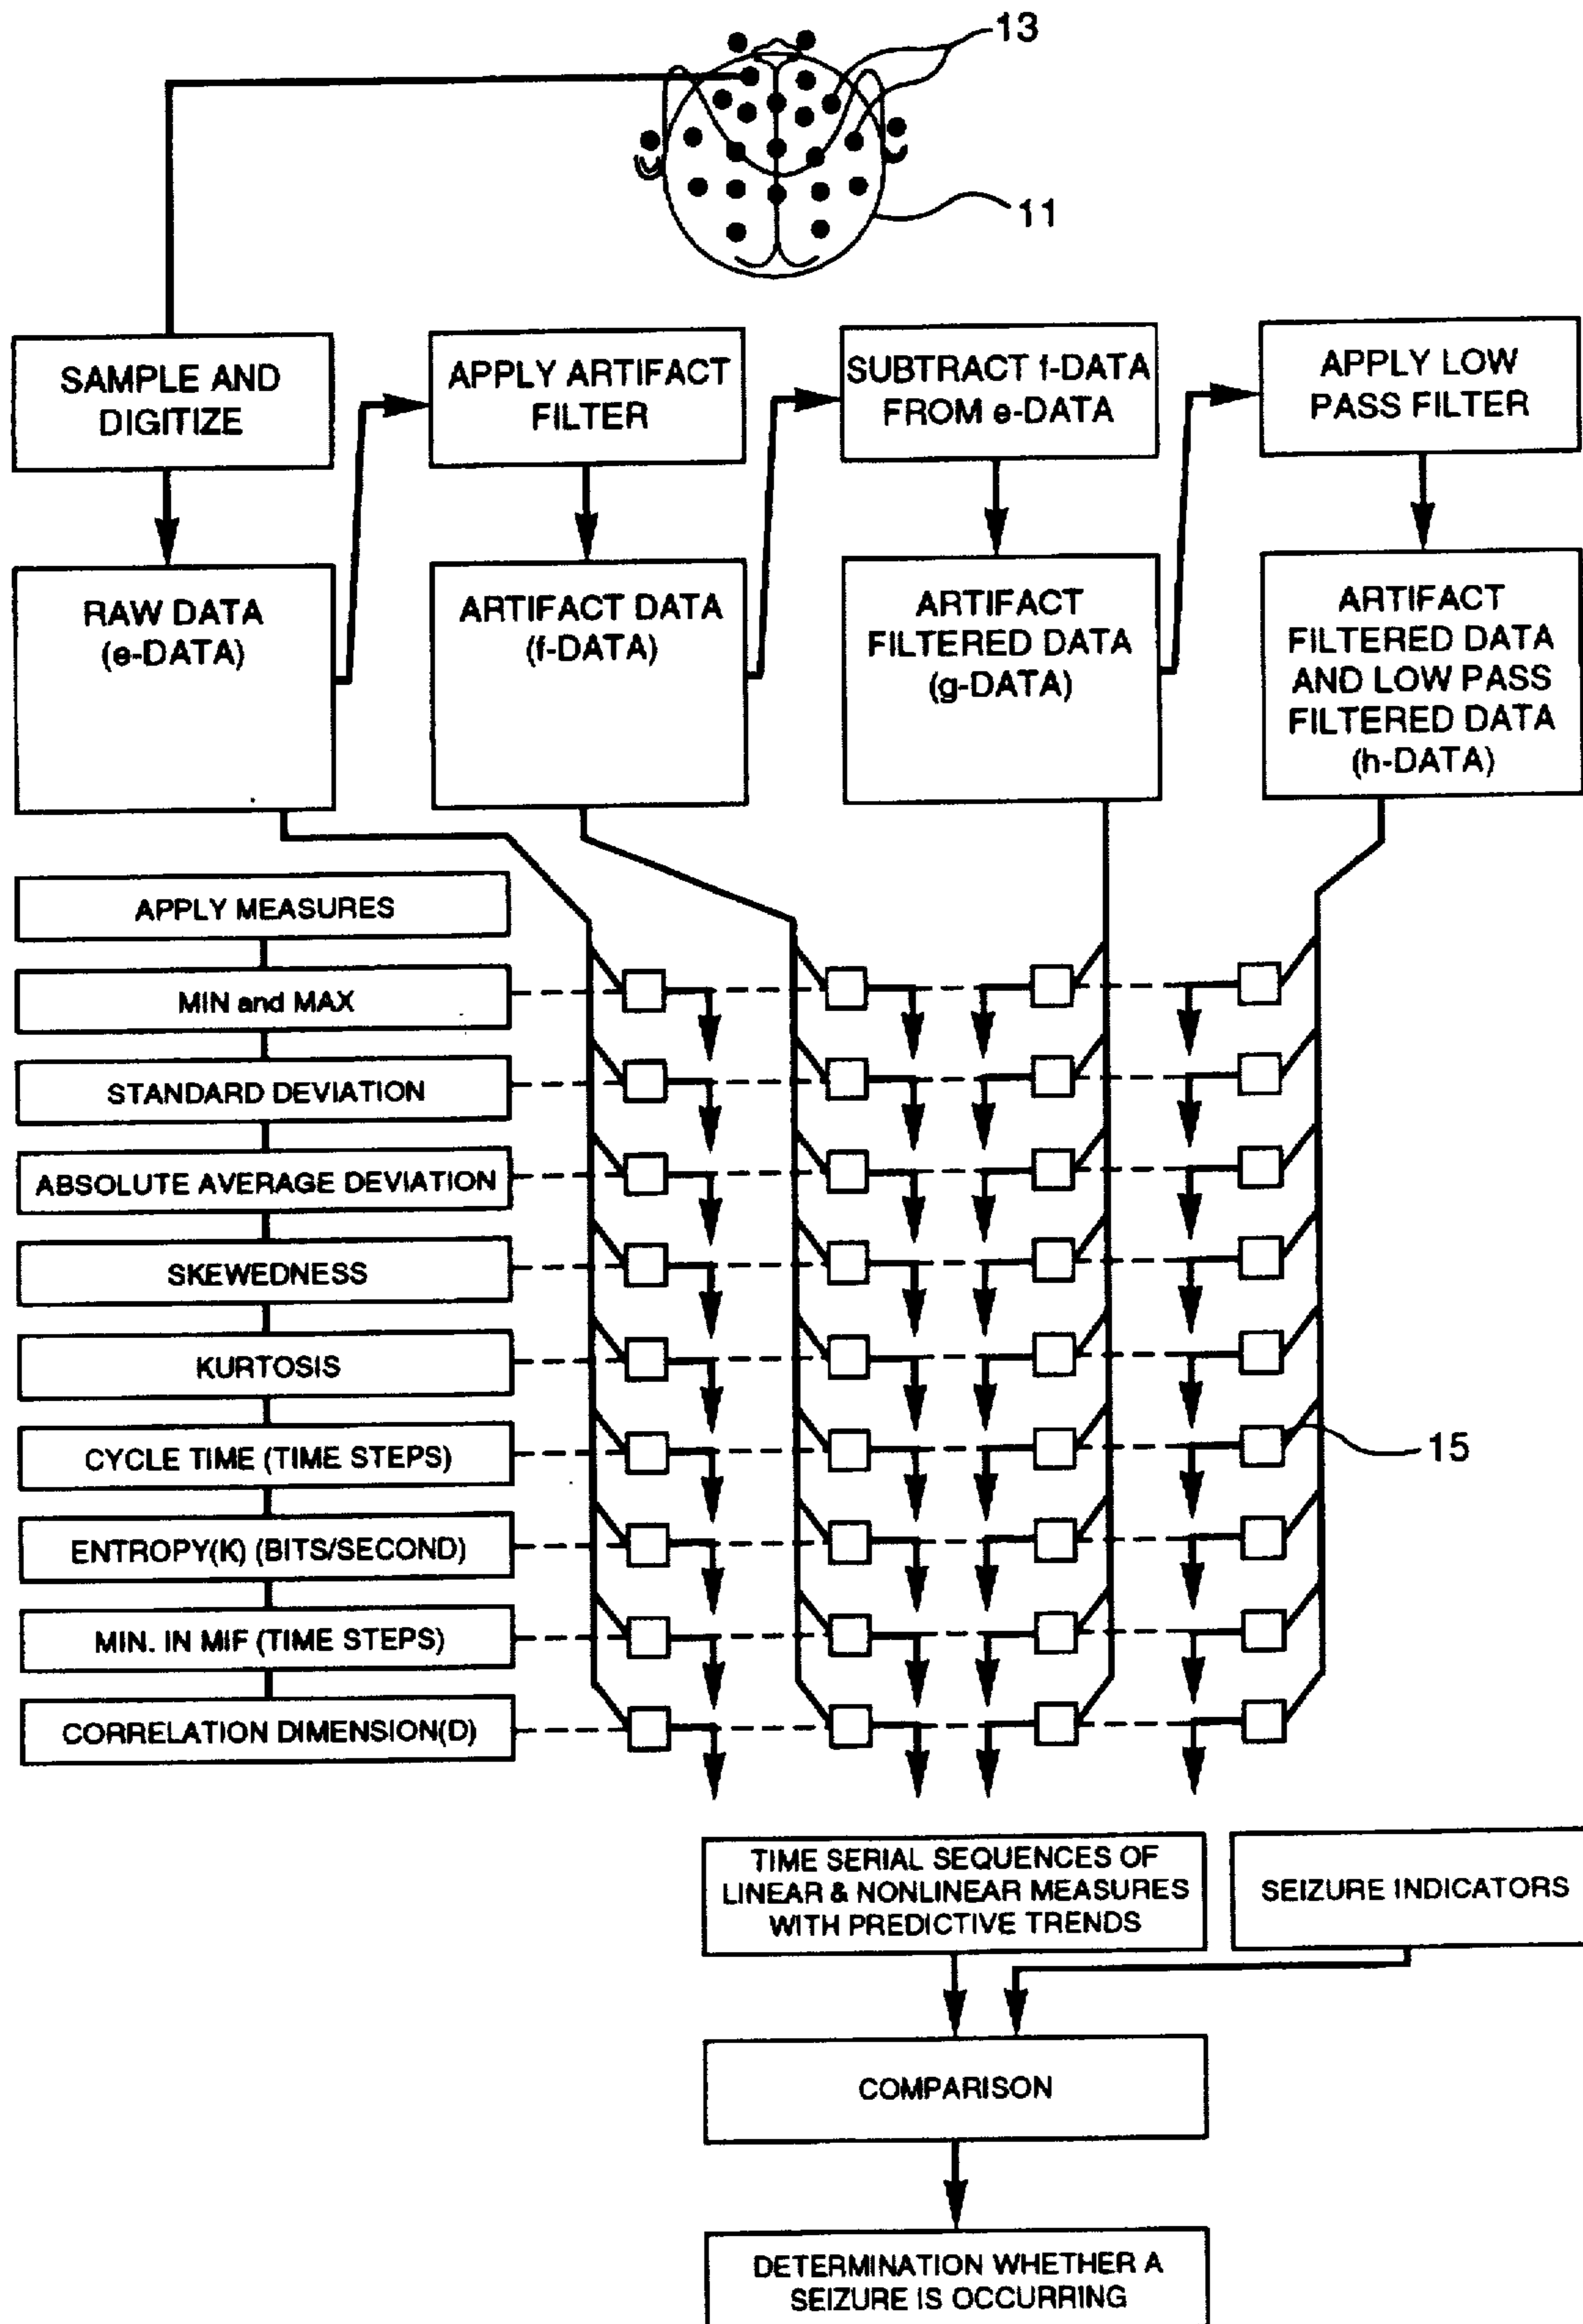 13
11
SAMPLE AND
DIGITIZE
APPLY ARTIFACT
FILTER
SUBTRACT f-DATA
FROM e-DATA
APPLY LOW
PASS FILTER
RAW DATA
(e-DATA)
ARTIFACT DATA
(f-DATA)
ARTIFACT
FILTERED DATA
(g-DATA)
ARTIFACT
FILTERED DATA
AND LOW PASS
FILTERED DATA
(h-DATA)
APPLY MEASURES
MIN and MAX
STANDARD DEVIATION
ABSOLUTE AVERAGE DEVIATION
SKEWEDNESS
KURTOSIS
CYCLE TIME (TIME STEPS)
15
ENTROPY(K) (BITS/SECOND)
MIN. IN MIF (TIME STEPS)
CORRELATION DIMENSION(D)
TIME SERIAL SEQUENCES OF
LINEAR & NONLINEAR MEASURES
WITH PREDICTIVE TRENDS
SEIZURE INDICATORS
COMPARISON
DETERMINATION WHETHER A
SEIZURE IS OCCURRING